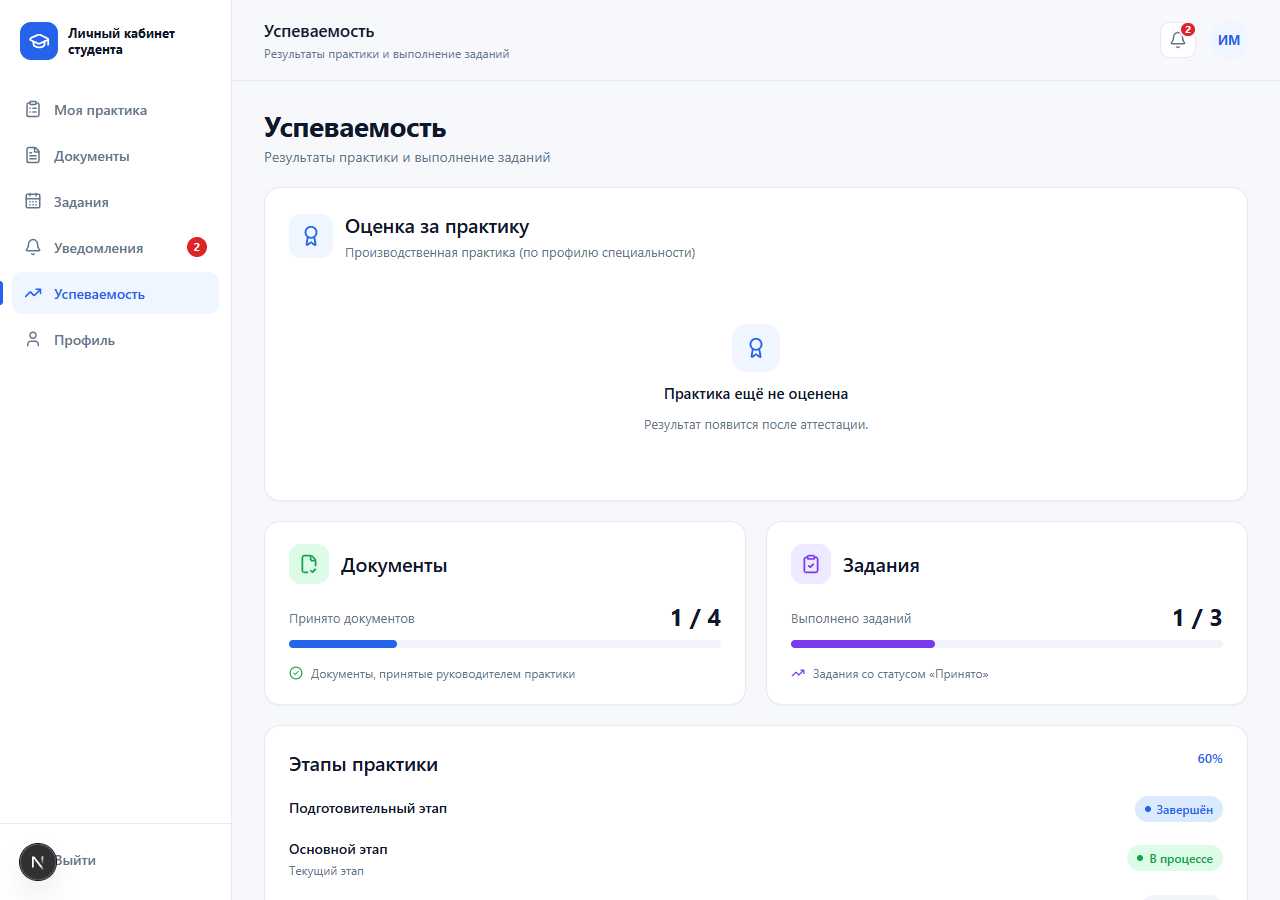 Личный кабинет
студента
Моя практика
Документы
Задания
Уведомления
2
Успеваемость
Профиль
N
Выйти
Успеваемость
Результаты практики и выполнение заданий
2
ИМ
Успеваемость
Результаты практики и выполнение заданий
Оценка за практику
Производственная практика (по профилю специальности)
Практика ещё не оценена
Результат появится после аттестации.
Документы
Принято документов
1 / 4
Документы, принятые руководителем практики
Задания
Выполнено заданий
1 / 3
Задания со статусом «Принято»
Этапы практики
60%
Подготовительный этап
Завершён
Основной этап
Текущий этап
В процессе